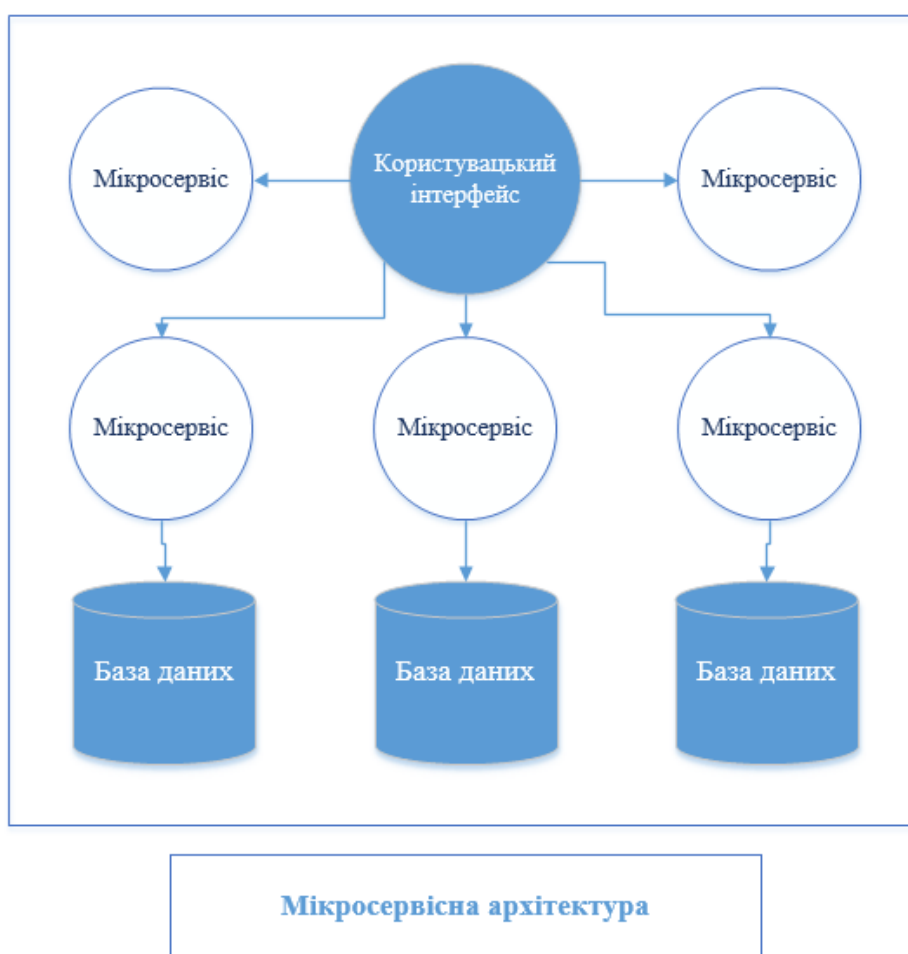 Користувацький
інтерфейс
Мікросервіс
Мікросервіс
Мікросервіс
Мікросервіс
Мікросервіс
База даних
База даних
База даних
Мікросервісна архітектура